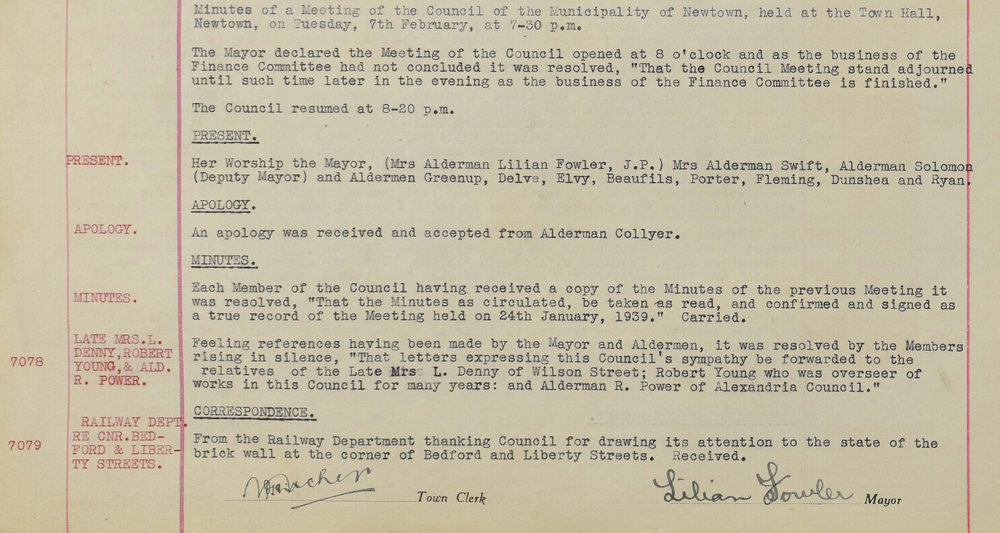 Minutes of a Meeting of the Council of the Municipality of Newtown, held at the Town Hall,
Newtown, on Tuesday, 7th February, at 7-30 p.m.
The Mayor declared the Meeting of the Council opened at 8 o'clock and as the business of the
Finance Committee had not concluded it was resolved, "That the Council Meeting stand adjourned
until such time later in the evening as the business of the Finance Committee is finished."
The Council resumed at 8-20 p.m.
PRESENT.
PRESENT.
Her Worship the Mayor, (Mrs Alderman Lilian Fowler, J.P.) Mrs Alderman Swift, Alderman Solomon
(Deputy Mayor) and Aldermen Greenup, Delve, Elvy, Beaufils, Porter, Fleming, Dunshea and Ryan.
APOLOGY.
APOLOGY.
An apology was received and accepted from Alderman Collyer.
MINUTES.
MINUTES.
Each Member of the Council having received a copy of the Minutes of the previous Meeting it
was resolved, "That the Minutes as circulated, be taken as read, and confirmed and signed as
a true record of the Meeting held on 24th January, 1939."  Carried.
7078
LATE MRS.L.
DENNY,ROBERT
YOUNG,& ALD.
R. POWER.
Feeling references having been made by the Mayor and Aldermen, it was resolved by the Members
rising in silence, "That letters expressing this Council's sympathy be forwarded to the
relatives of the Late Mrs L. Denny of Wilson Street; Robert Young who was overseer of
works in this Council for many years: and Alderman R. Power of Alexandria Council."
CORRESPONDENCE.
7079
RAILWAY DEPT.
RE CNR.BED-
FORD & LIBER-
TY STREETS.
From the Railway Department thanking Council for drawing its attention to the state of the
brick wall at the corner of Bedford and Liberty Streets.  Received.
Town Clerk
Lilian Fowler Mayor